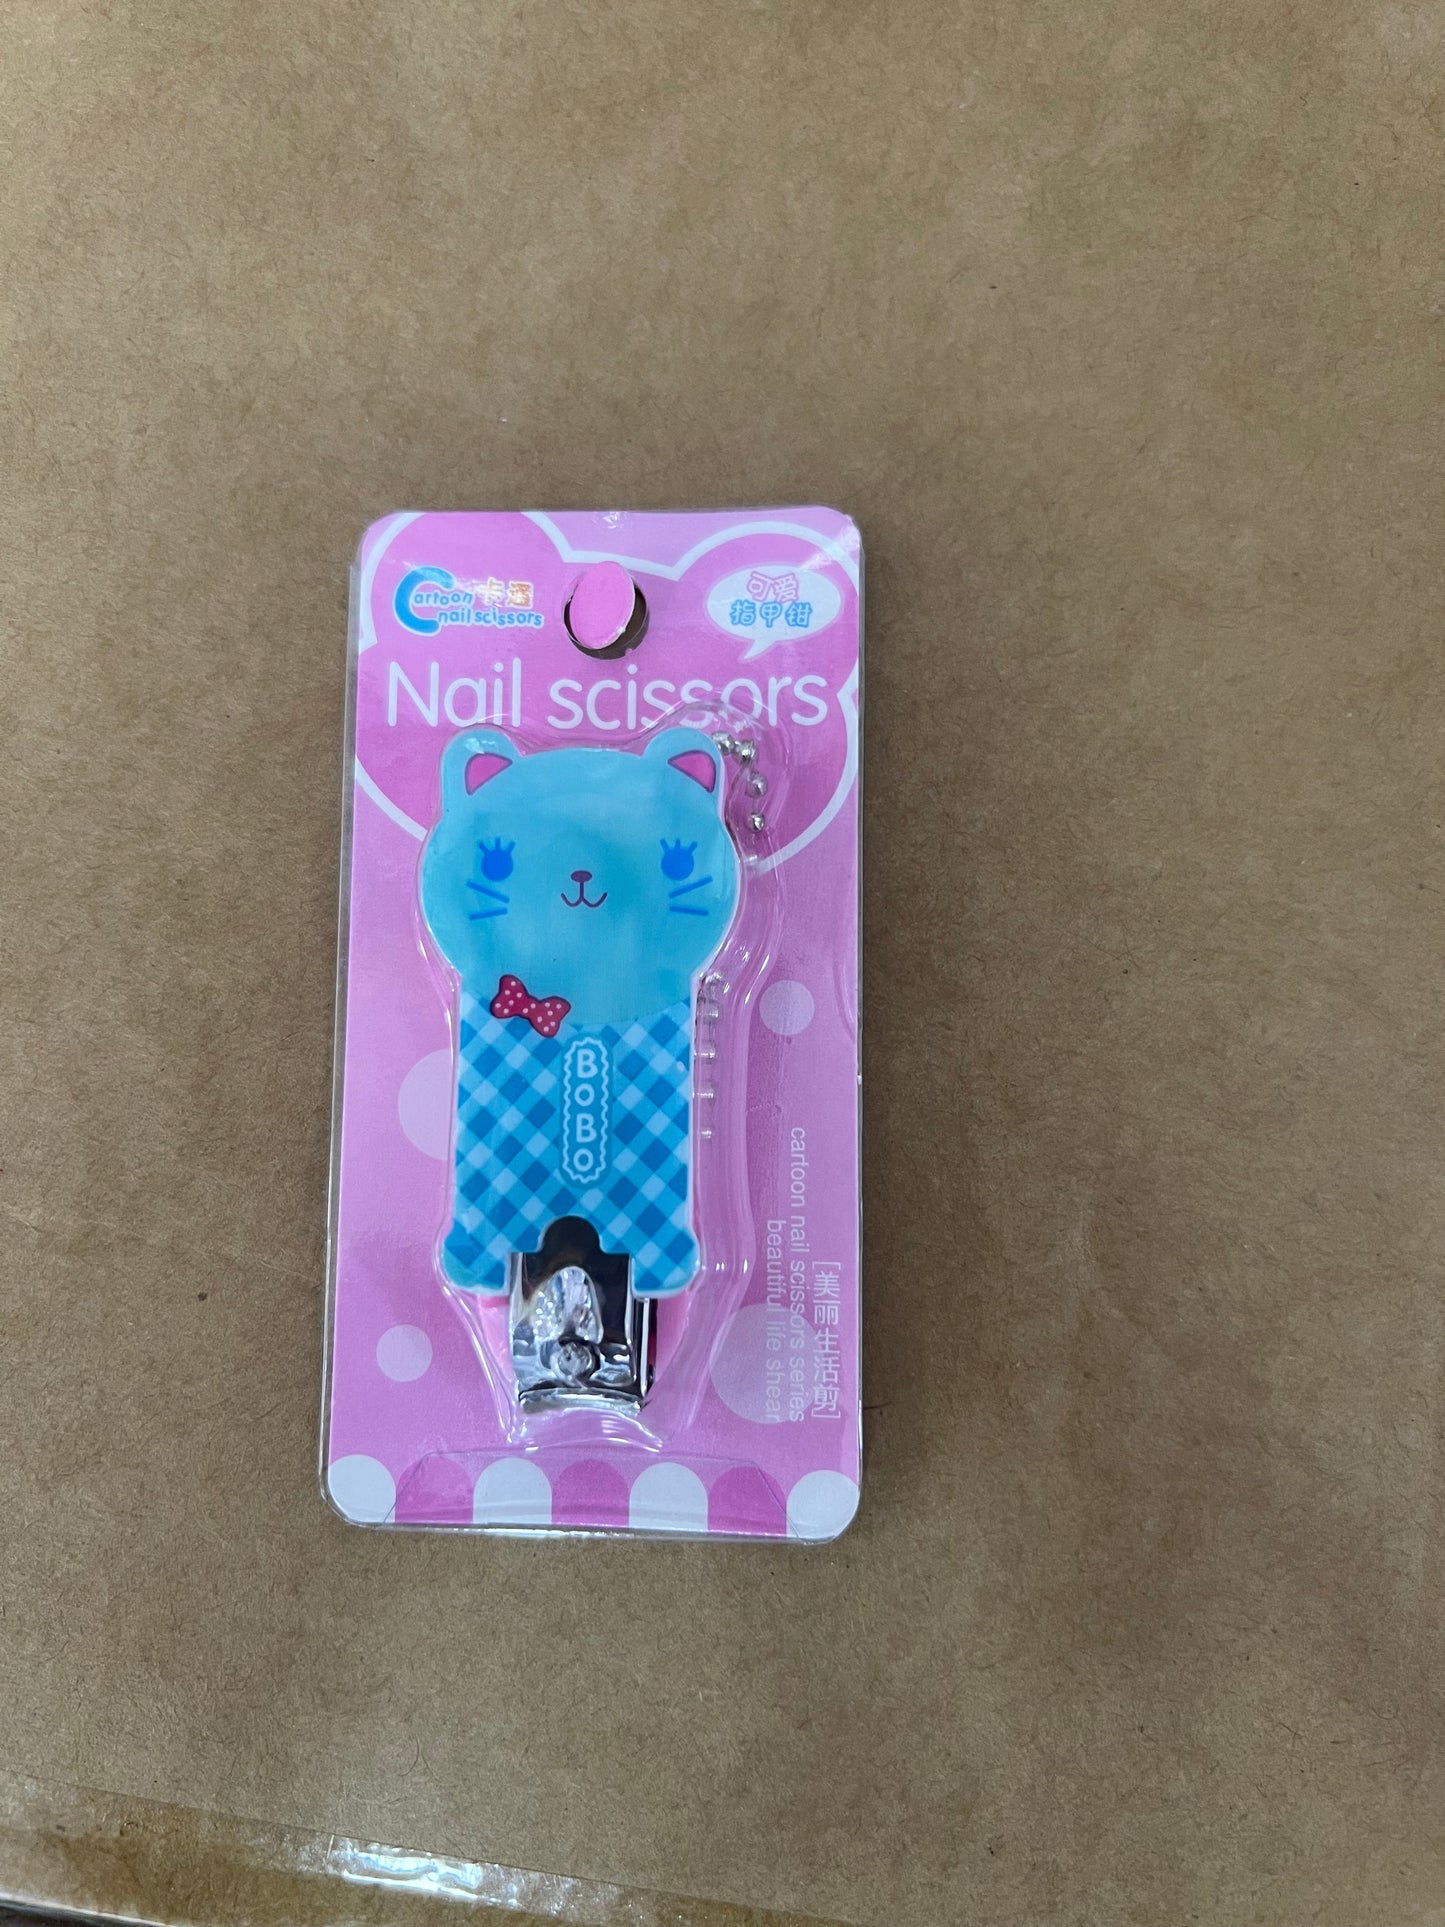 Cartoon 卡通
nail scissors
可爱
指甲钳
Nail scissors
BoBo
[美丽生活剪]
cartoon nail scissors series
beautiful life shear